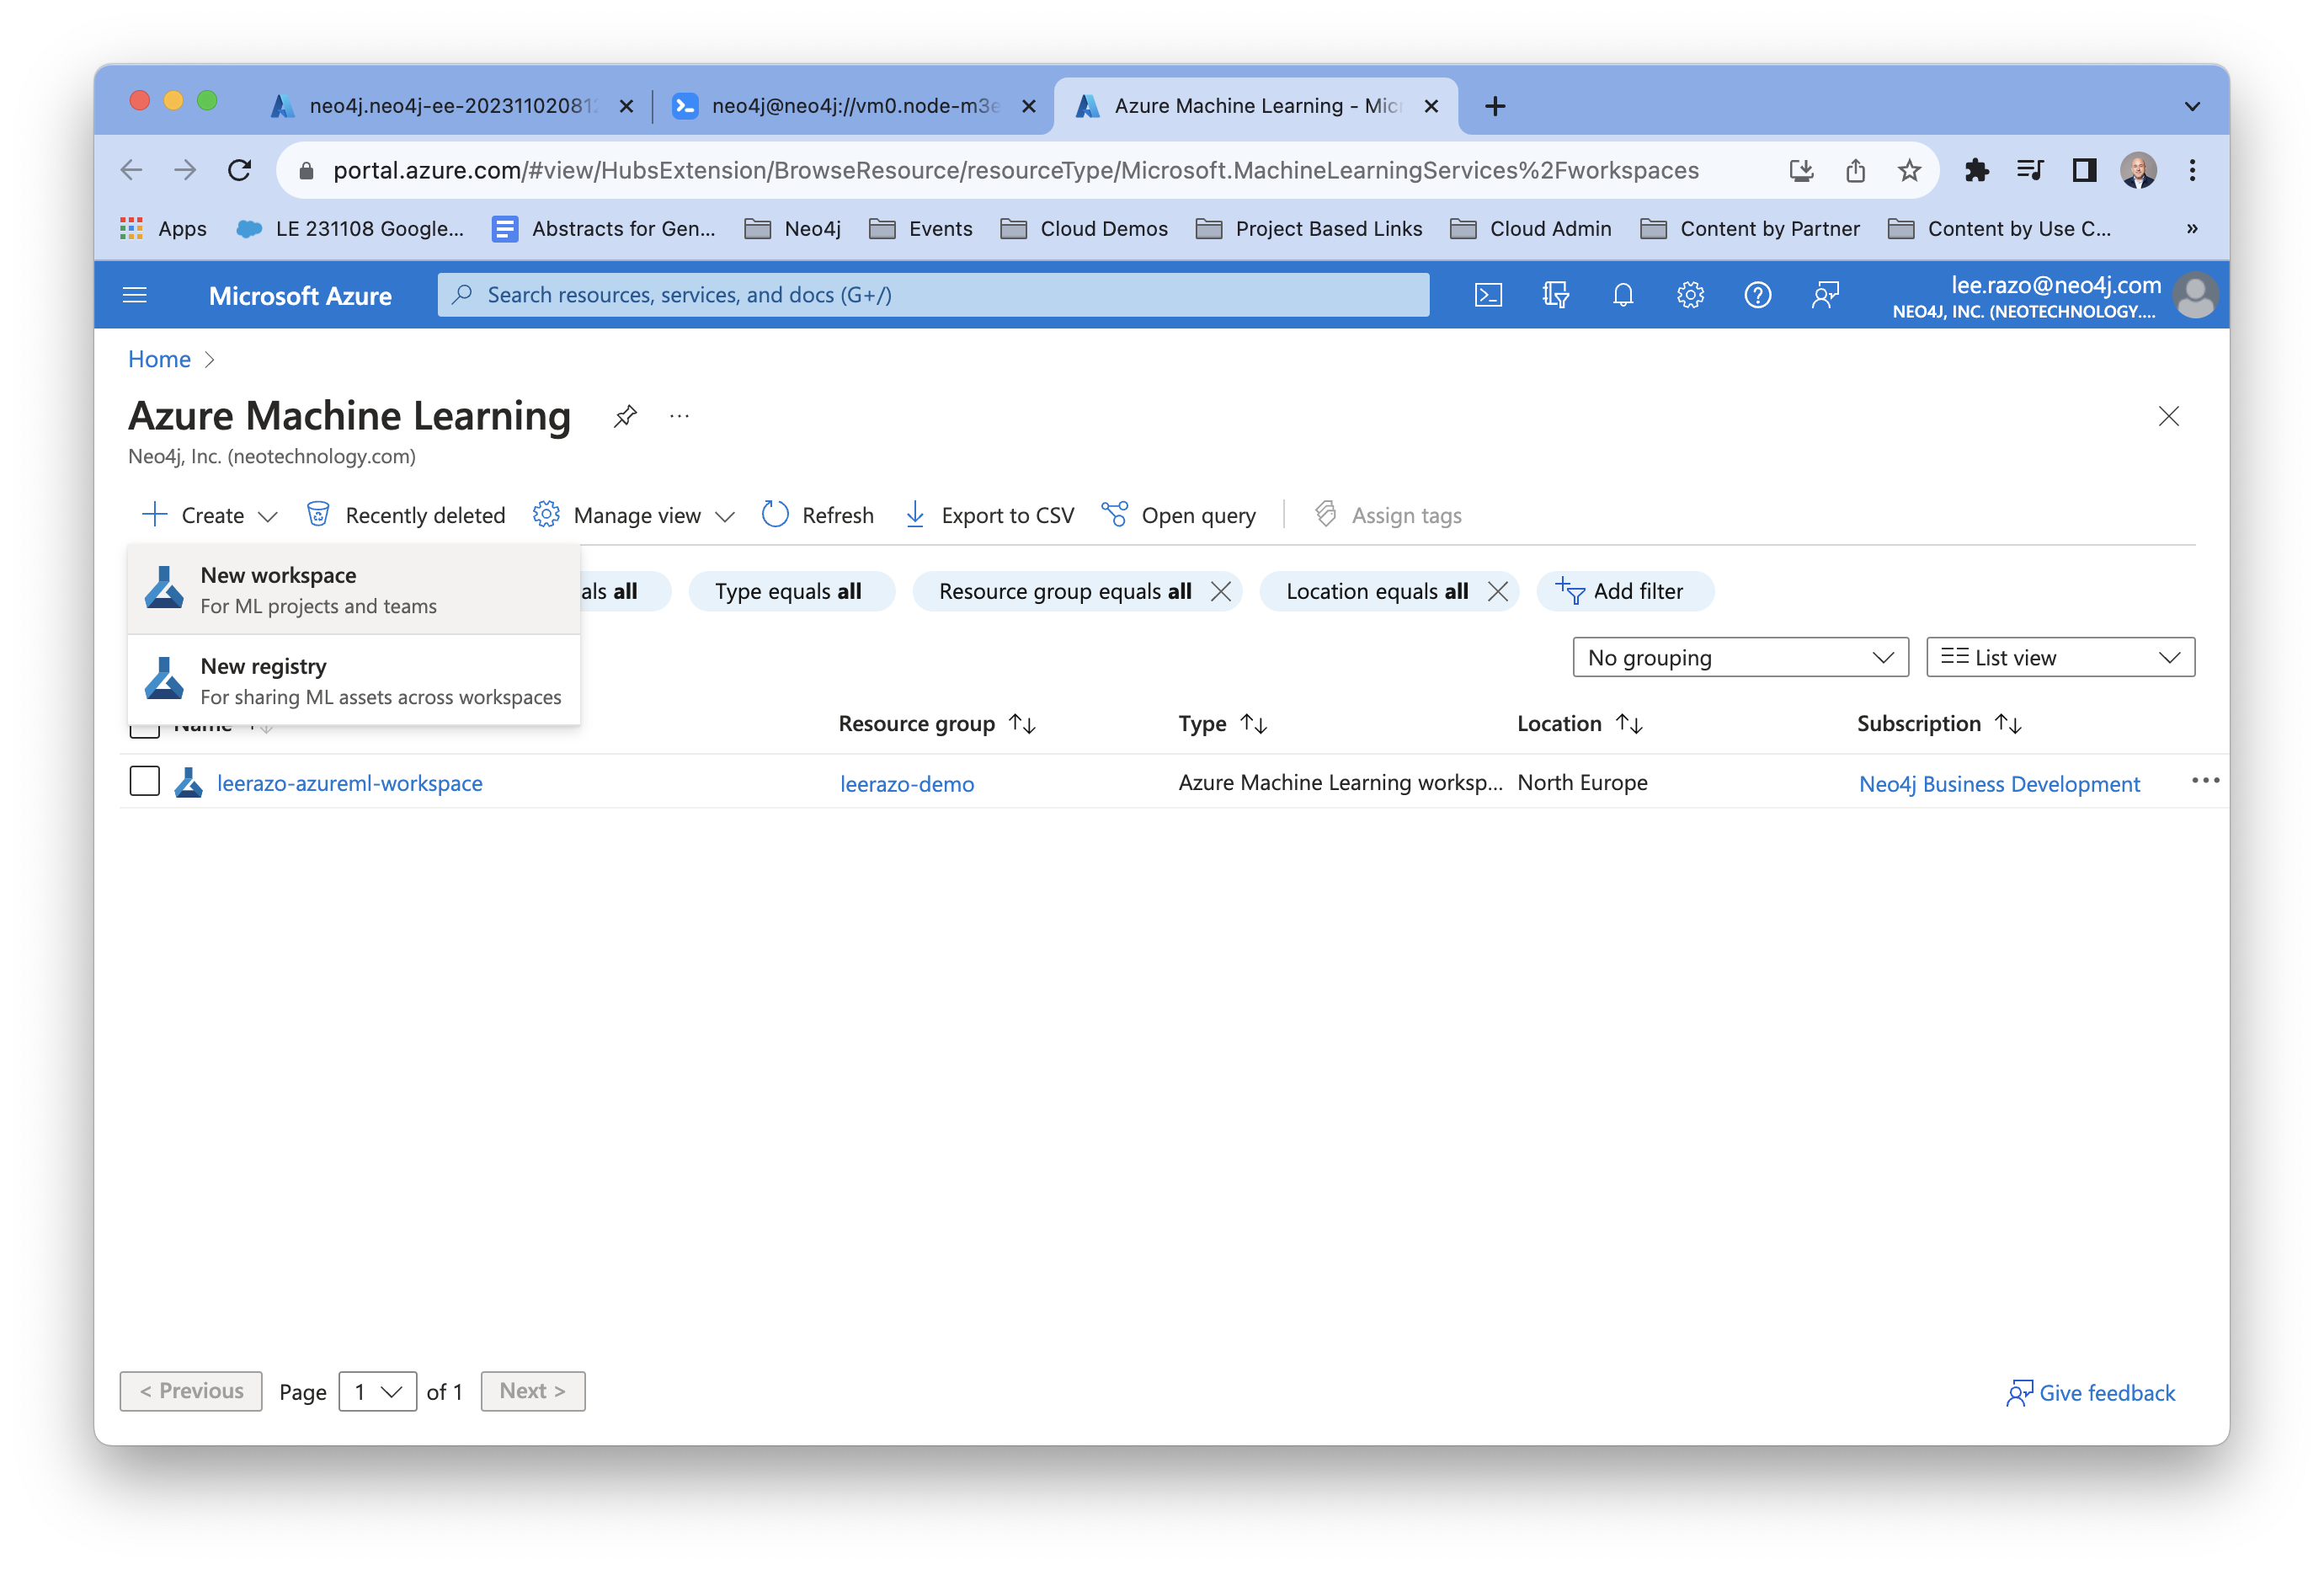 neo4j.neo4j-ee-202311020812
neo4j@neo4j://vm0.node-m3e
Azure Machine Learning - Micr
portal.azure.com/#view/HubsExtension/BrowseResource/resourceType/Microsoft.MachineLearningServices%2Fworkspaces
Apps LE 231108 Google... Abstracts for Gen... Neo4j Events Cloud Demos Project Based Links Cloud Admin Content by Partner Content by Use C... »
Microsoft Azure
Search resources, services, and docs (G+/)
lee.razo@neo4j.com
NEO4J, INC. (NEOTECHNOLOGY....
Home >
Azure Machine Learning ...
Neo4j, Inc. (neotechnology.com)
+ Create Recently deleted Manage view Refresh Export to CSV Open query Assign tags
New workspace
For ML projects and teams
New registry
For sharing ML assets across workspaces
als all Type equals all Resource group equals all Location equals all Add filter
No grouping List view
Name Resource group ↑↓ Type ↑↓ Location ↑↓ Subscription ↑↓
leerazo-azureml-workspace leerazo-demo Azure Machine Learning worksp... North Europe Neo4j Business Development ...
< Previous Page 1 of 1 Next >
Give feedback